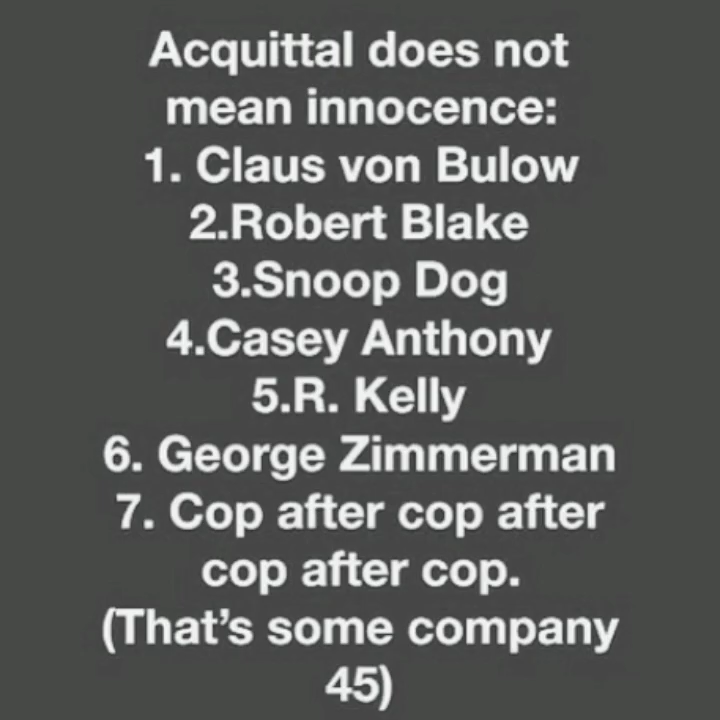 Acquittal does not
mean innocence:
1. Claus von Bulow
2.Robert Blake
3.Snoop Dog
4.Casey Anthony
5.R. Kelly
6. George Zimmerman
7. Cop after cop after
cop after cop.
(That's some company
45)